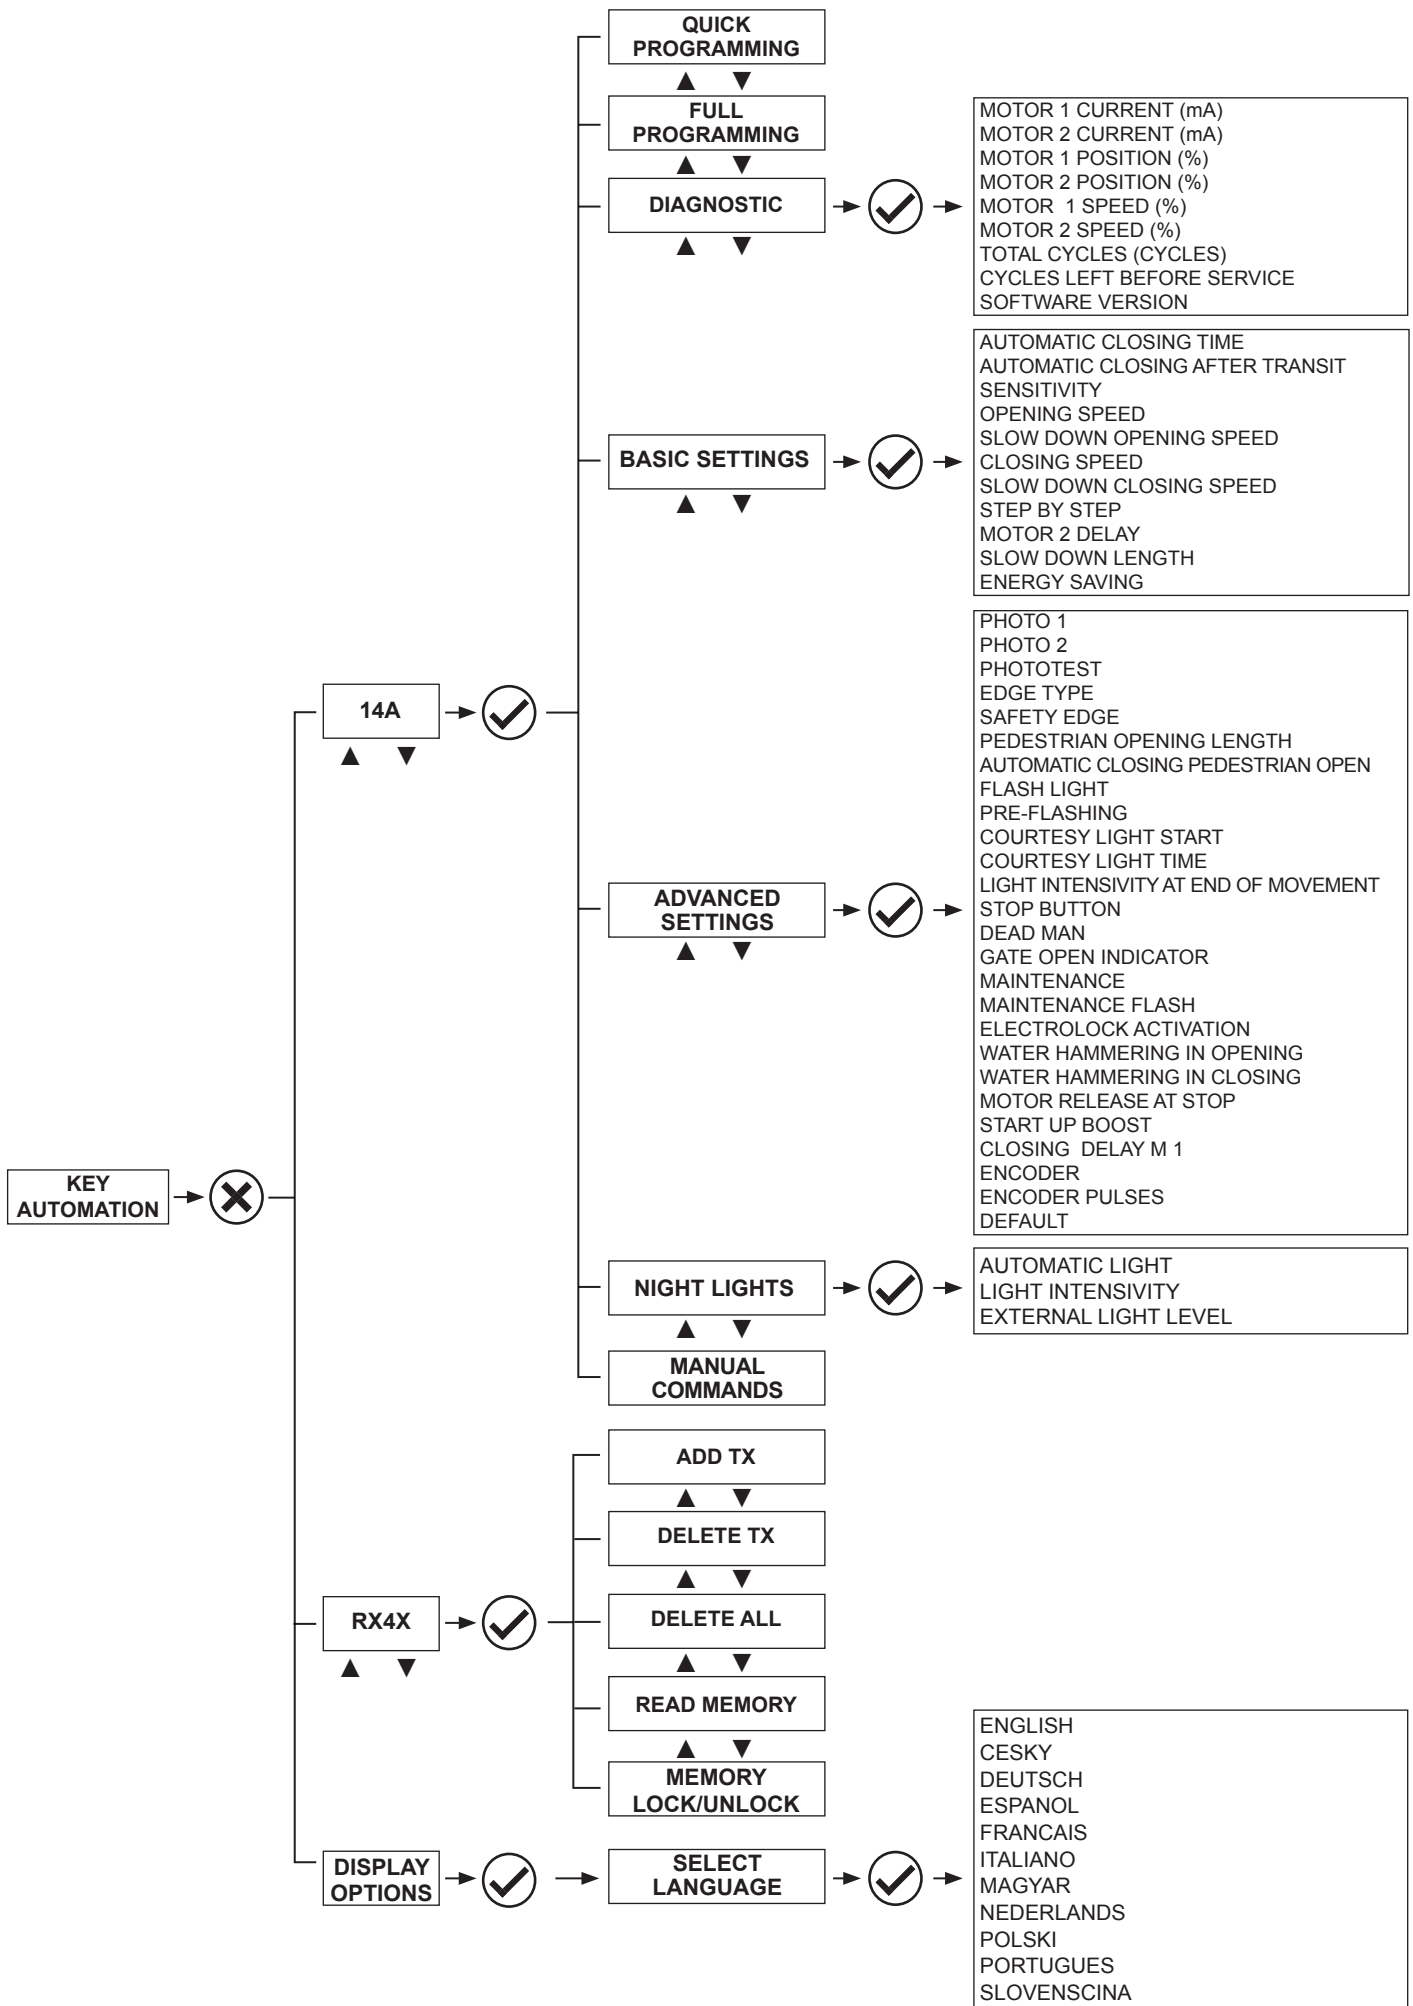 QUICK
PROGRAMMING
FULL
PROGRAMMING
DIAGNOSTIC
MOTOR 1 CURRENT (mA)
MOTOR 2 CURRENT (mA)
MOTOR 1 POSITION (%)
MOTOR 2 POSITION (%)
MOTOR 1 SPEED (%)
MOTOR 2 SPEED (%)
TOTAL CYCLES (CYCLES)
CYCLES LEFT BEFORE SERVICE
SOFTWARE VERSION
BASIC SETTINGS
AUTOMATIC CLOSING TIME
AUTOMATIC CLOSING AFTER TRANSIT
SENSITIVITY
OPENING SPEED
SLOW DOWN OPENING SPEED
CLOSING SPEED
SLOW DOWN CLOSING SPEED
STEP BY STEP
MOTOR 2 DELAY
SLOW DOWN LENGTH
ENERGY SAVING
14A
ADVANCED
SETTINGS
PHOTO 1
PHOTO 2
PHOTOTEST
EDGE TYPE
SAFETY EDGE
PEDESTRIAN OPENING LENGTH
AUTOMATIC CLOSING PEDESTRIAN OPEN
FLASH LIGHT
PRE-FLASHING
COURTESY LIGHT START
COURTESY LIGHT TIME
LIGHT INTENSIVITY AT END OF MOVEMENT
STOP BUTTON
DEAD MAN
GATE OPEN INDICATOR
MAINTENANCE
MAINTENANCE FLASH
ELECTROLOCK ACTIVATION
WATER HAMMERING IN OPENING
WATER HAMMERING IN CLOSING
MOTOR RELEASE AT STOP
START UP BOOST
CLOSING DELAY M 1
ENCODER
ENCODER PULSES
DEFAULT
KEY
AUTOMATION
NIGHT LIGHTS
AUTOMATIC LIGHT
LIGHT INTENSIVITY
EXTERNAL LIGHT LEVEL
MANUAL
COMMANDS
ADD TX
DELETE TX
RX4X
DELETE ALL
READ MEMORY
MEMORY
LOCK/UNLOCK
DISPLAY
OPTIONS
SELECT
LANGUAGE
ENGLISH
CESKY
DEUTSCH
ESPANOL
FRANCAIS
ITALIANO
MAGYAR
NEDERLANDS
POLSKI
PORTUGUES
SLOVENSCINA